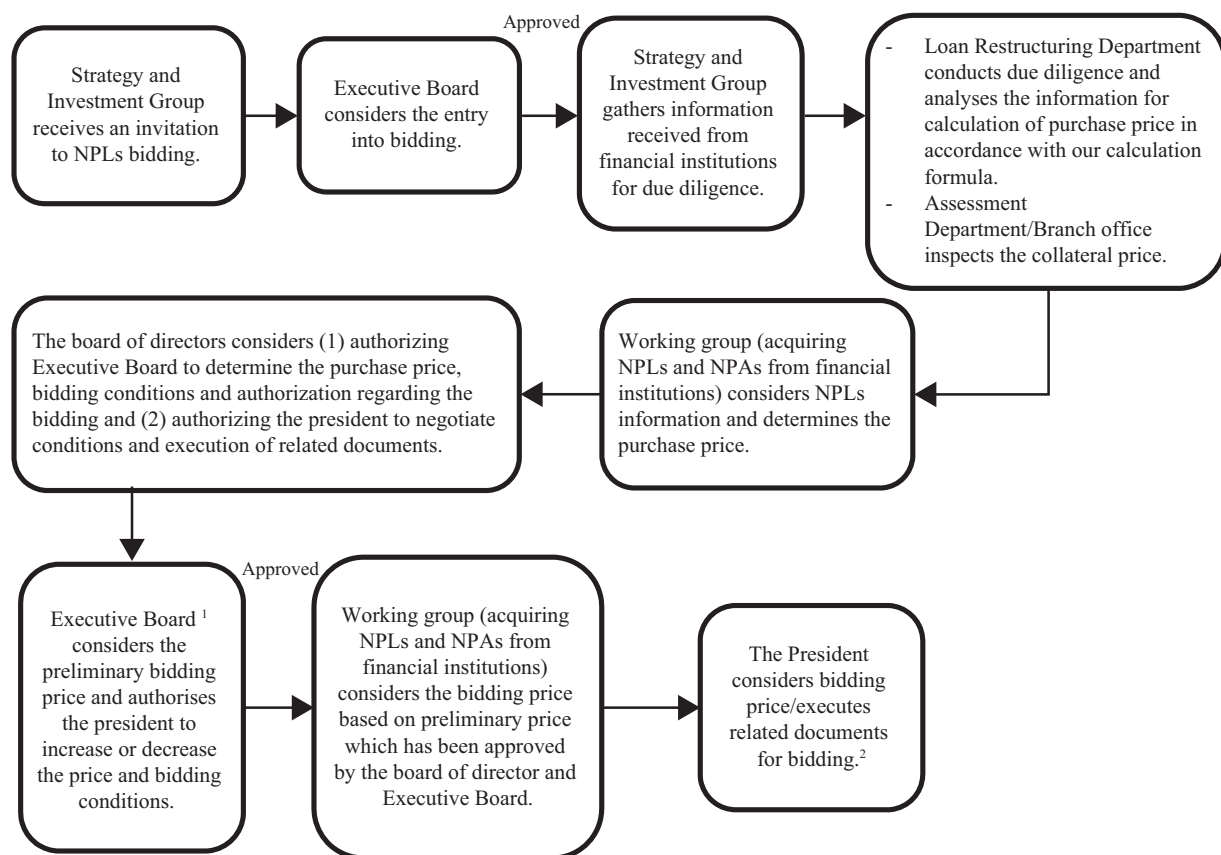 Strategy and
Investment Group
receives an invitation
to NPLs bidding.
Executive Board
considers the entry
into bidding.
Approved
Strategy and
Investment Group
gathers information
received from
financial institutions
for due diligence.
- Loan Restructuring Department
conducts due diligence and
analyses the information for
calculation of purchase price in
accordance with our calculation
formula.
- Assessment
Department/Branch office
inspects the collateral price.
Working group (acquiring
NPLs and NPAs from financial
institutions) considers NPLs
information and determines the
purchase price.
The board of directors considers (1) authorizing
Executive Board to determine the purchase price,
bidding conditions and authorization regarding the
bidding and (2) authorizing the president to negotiate
conditions and execution of related documents.
Executive Board ¹
considers the
preliminary bidding
price and authorises
the president to
increase or decrease
the price and bidding
conditions.
Approved
Working group (acquiring
NPLs and NPAs from
financial institutions)
considers the bidding price
based on preliminary price
which has been approved
by the board of director and
Executive Board.
The President
considers bidding
price/executes
related documents
for bidding.²